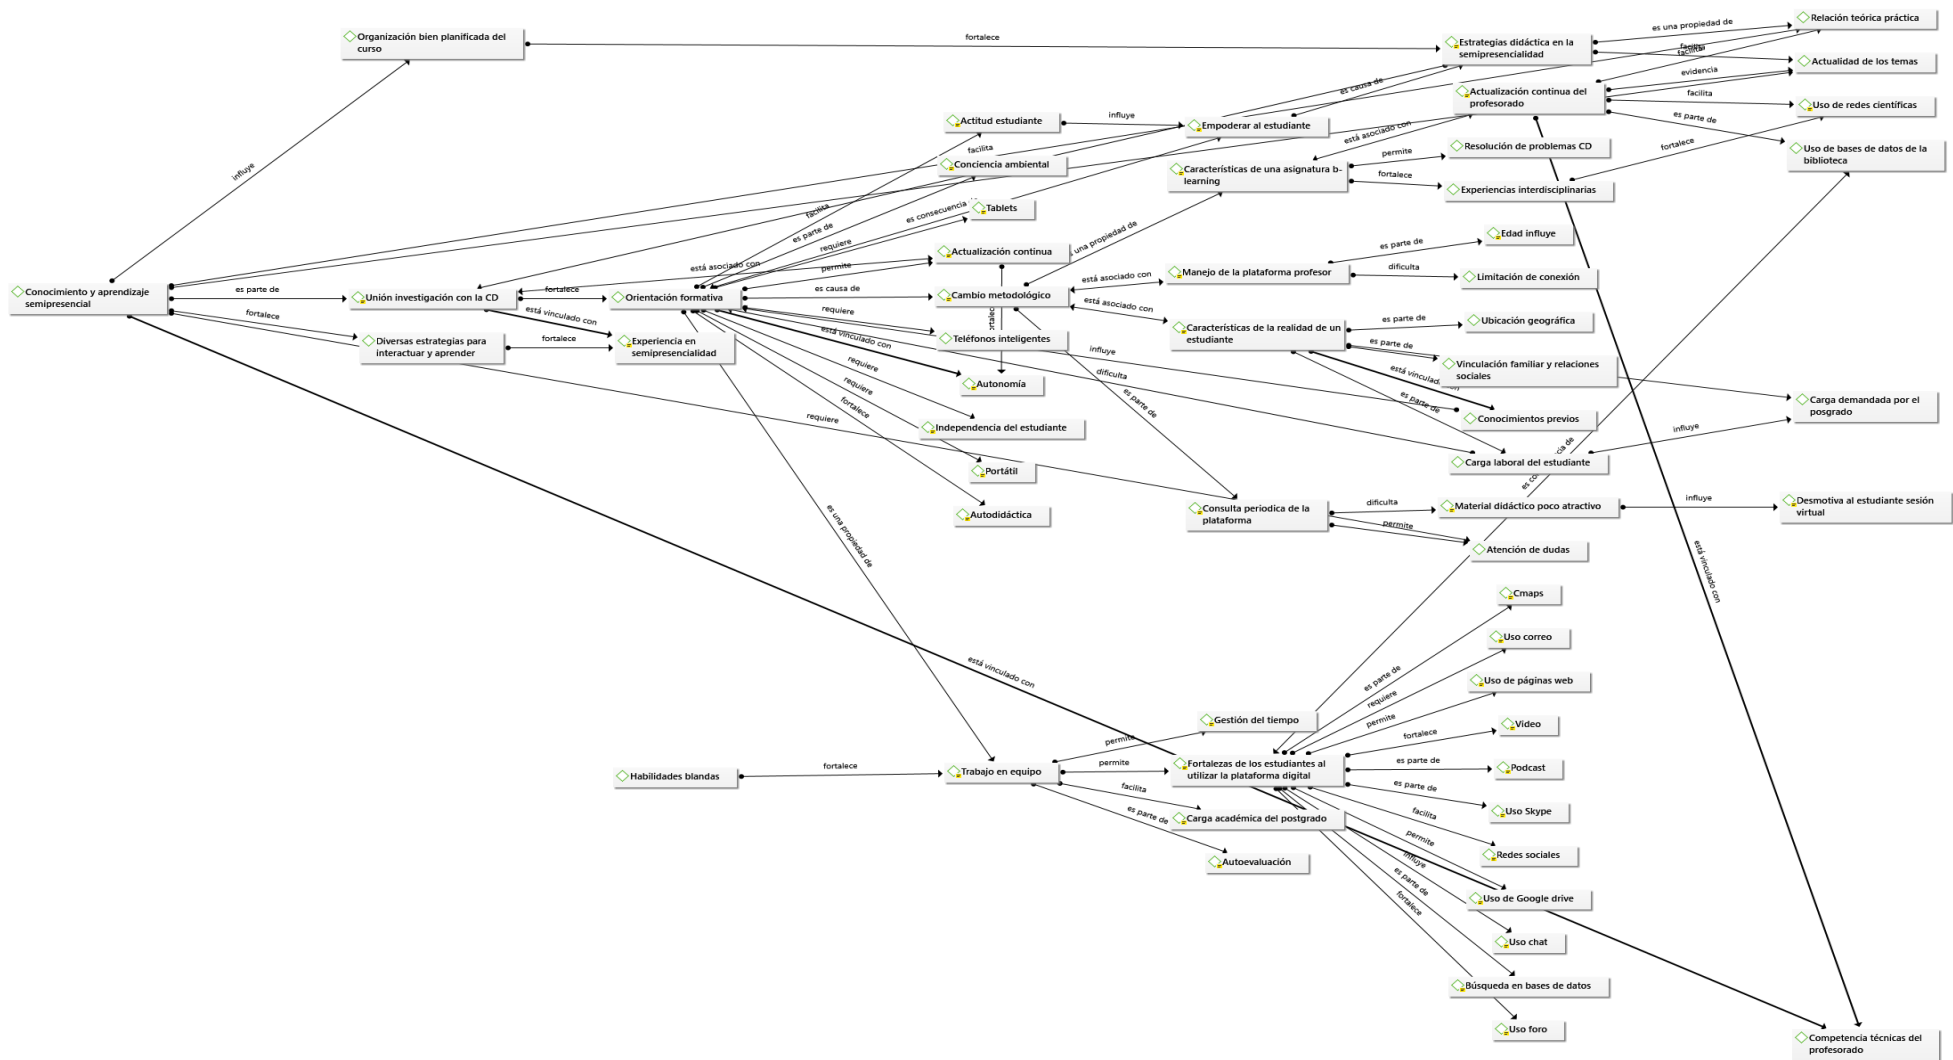 Relación teórica práctica
es una propiedad de
Organización bien planificada del
curso
fortalece
Estrategias didáctica en la
semipresencialidad
facilita
facilita
Actualidad de los temas
evidencia
es causa de
Actualización continua del
profesorado
facilita
Uso de redes científicas
Actitud estudiante
influye
Empoderar al estudiante
es parte de
está asociado con
Resolución de problemas CD
permite
Uso de bases de datos de la
biblioteca
fortalece
facilita
Conciencia ambiental
Características de una asignatura b-
learning
fortalece
Experiencias interdisciplinarias
influye
Tablets
es consecuencia
facilita
es parte de
requiere
una propiedad de
Edad influye
es parte de
Actualización continua
está asociado con
permite
Manejo de la plataforma profesor
dificulta
Limitación de conexión
está asociado con
Conocimiento y aprendizaje
semipresencial
es parte de
Unión investigación con la CD
fortalece
Orientación formativa
es causa de
Cambio metodológico
está asociado con
fortalece
está vinculado con
requiere
Características de la realidad de un
estudiante
es parte de
Ubicación geográfica
Diversas estrategias para
interactuar y aprender
fortalece
Experiencia en
semipresencialidad
está vinculado con
Teléfonos inteligentes
influye
es parte de
Vinculación familiar y relaciones
sociales
requiere
Autonomía
dificulta
es parte de
Carga demandada por el
posgrado
requiere
fortalece
es parte de
Conocimientos previos
requiere
Independencia del estudiante
influye
Portátil
Carga laboral del estudiante
Autodidáctica
Consulta periodica de la
plataforma
dificulta
Material didáctico poco atractivo
influye
Desmotiva al estudiante sesión
virtual
permite
es una propiedad de
Atención de dudas
está vinculado con
Cmaps
Uso correo
está vinculado con
es parte de
requiere
Uso de páginas web
permite
Gestión del tiempo
permite
fortalece
Video
Habilidades blandas
fortalece
Trabajo en equipo
permite
Fortalezas de los estudiantes al
utilizar la plataforma digital
es parte de
Podcast
facilita
es parte de
Uso Skype
es parte de
Carga académica del postgrado
facilita
permite
Redes sociales
Autoevaluación
influye
es parte de
fortalece
Uso de Google drive
Uso chat
Búsqueda en bases de datos
Uso foro
Competencia técnicas del
profesorado